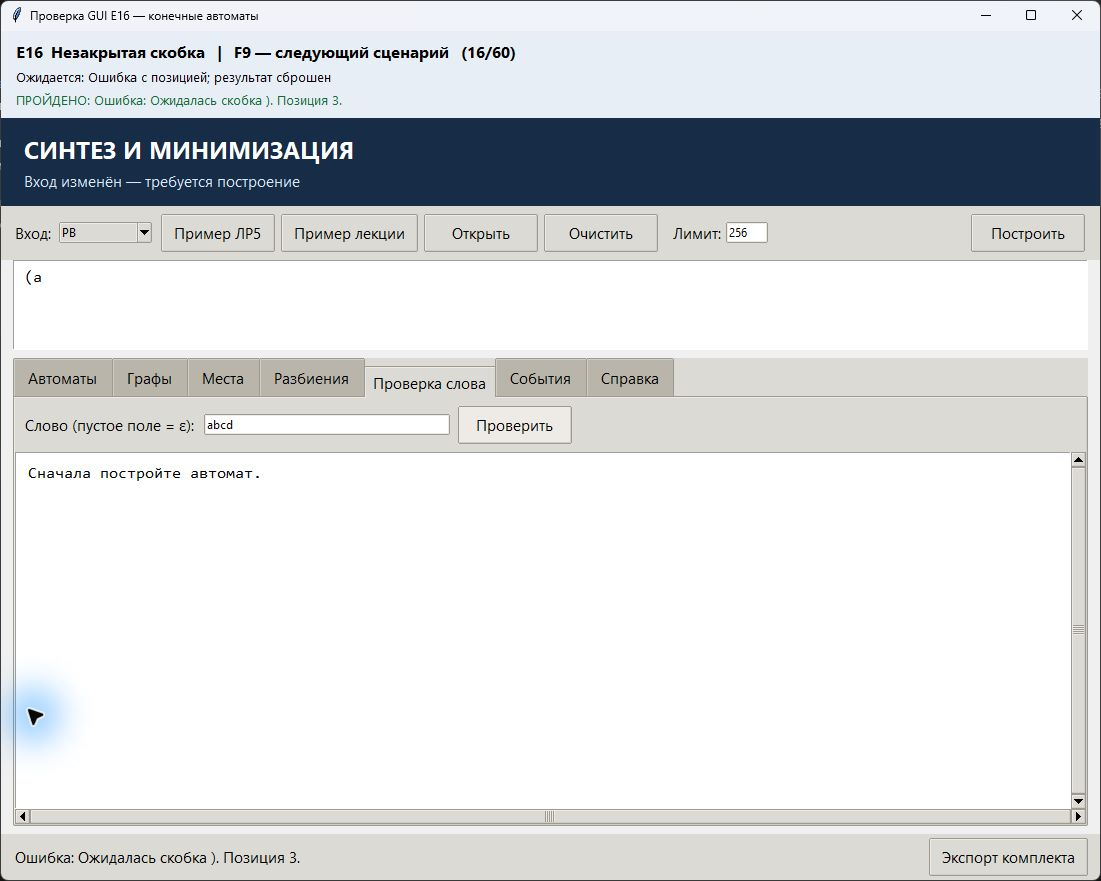 Проверка GUI E16 — конечные автоматы
E16 Незакрытая скобка | F9 — следующий сценарий (16/60)
Ожидается: Ошибка с позицией; результат сброшен
ПРОЙДЕНО: Ошибка: Ожидалась скобка ). Позиция 3.
СИНТЕЗ И МИНИМИЗАЦИЯ
Вход изменён — требуется построение
Вход: РВ Пример ЛР5 Пример лекции Открыть Очистить Лимит: 256 Построить
(a
Автоматы Графы Места Разбиения Проверка слова События Справка
Слово (пустое поле = ε): abcd Проверить
Сначала постройте автомат.
Ошибка: Ожидалась скобка ). Позиция 3. Экспорт комплекта